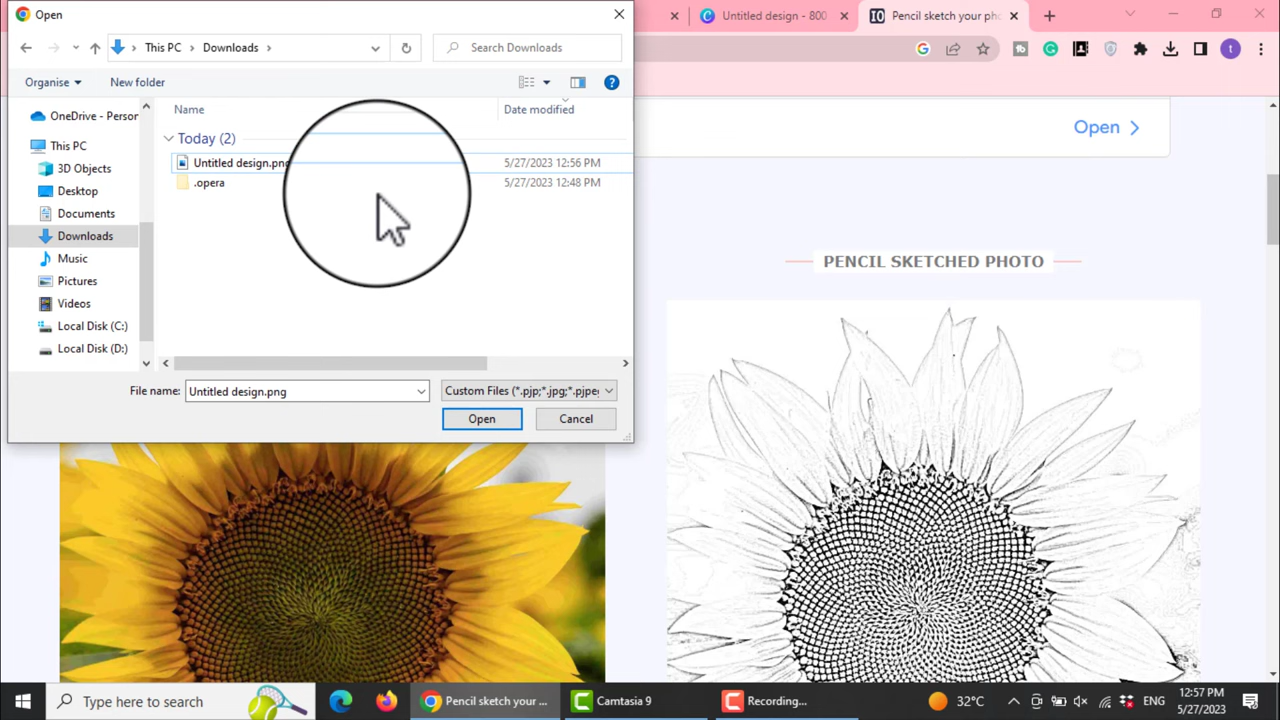 Open
Untitled design - 800
Pencil sketch your pho
t
This PC
Downloads
Search Downloads
Organise
New folder
Name
Date modified
OneDrive - Person
This PC
3D Objects
Desktop
Documents
Downloads
Music
Pictures
Videos
Local Disk (C:)
Local Disk (D:)
Today (2)
Untitled design.png
5/27/2023 12:56 PM
.opera
5/27/2023 12:48 PM
File name:
Untitled design.png
Custom Files (*.pjp;*.jpg;*.pjpeg
Open
Cancel
Open
PENCIL SKETCHED PHOTO
Type here to search
Pencil sketch your ...
Camtasia 9
Recording...
32°C
ENG
12:57 PM
5/27/2023